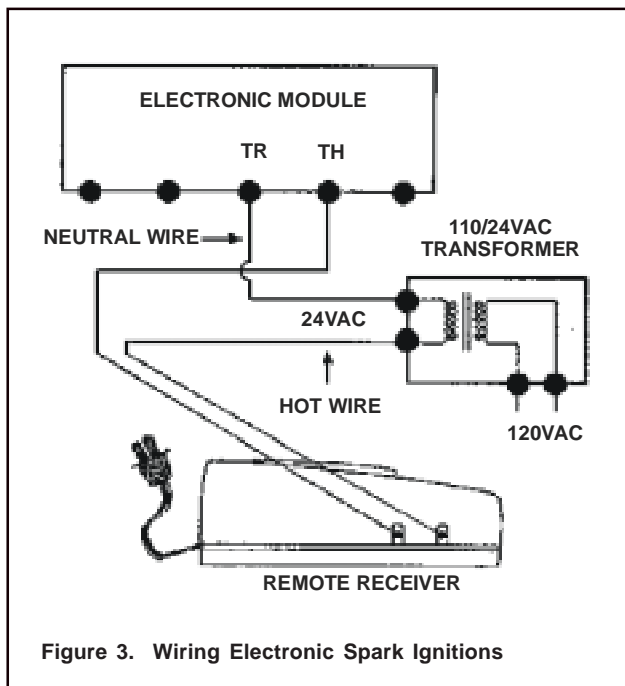 ELECTRONIC MODULE
TR TH
NEUTRAL WIRE
110/24VAC
TRANSFORMER
24VAC
HOT WIRE
120VAC
REMOTE RECEIVER
Figure 3. Wiring Electronic Spark Ignitions